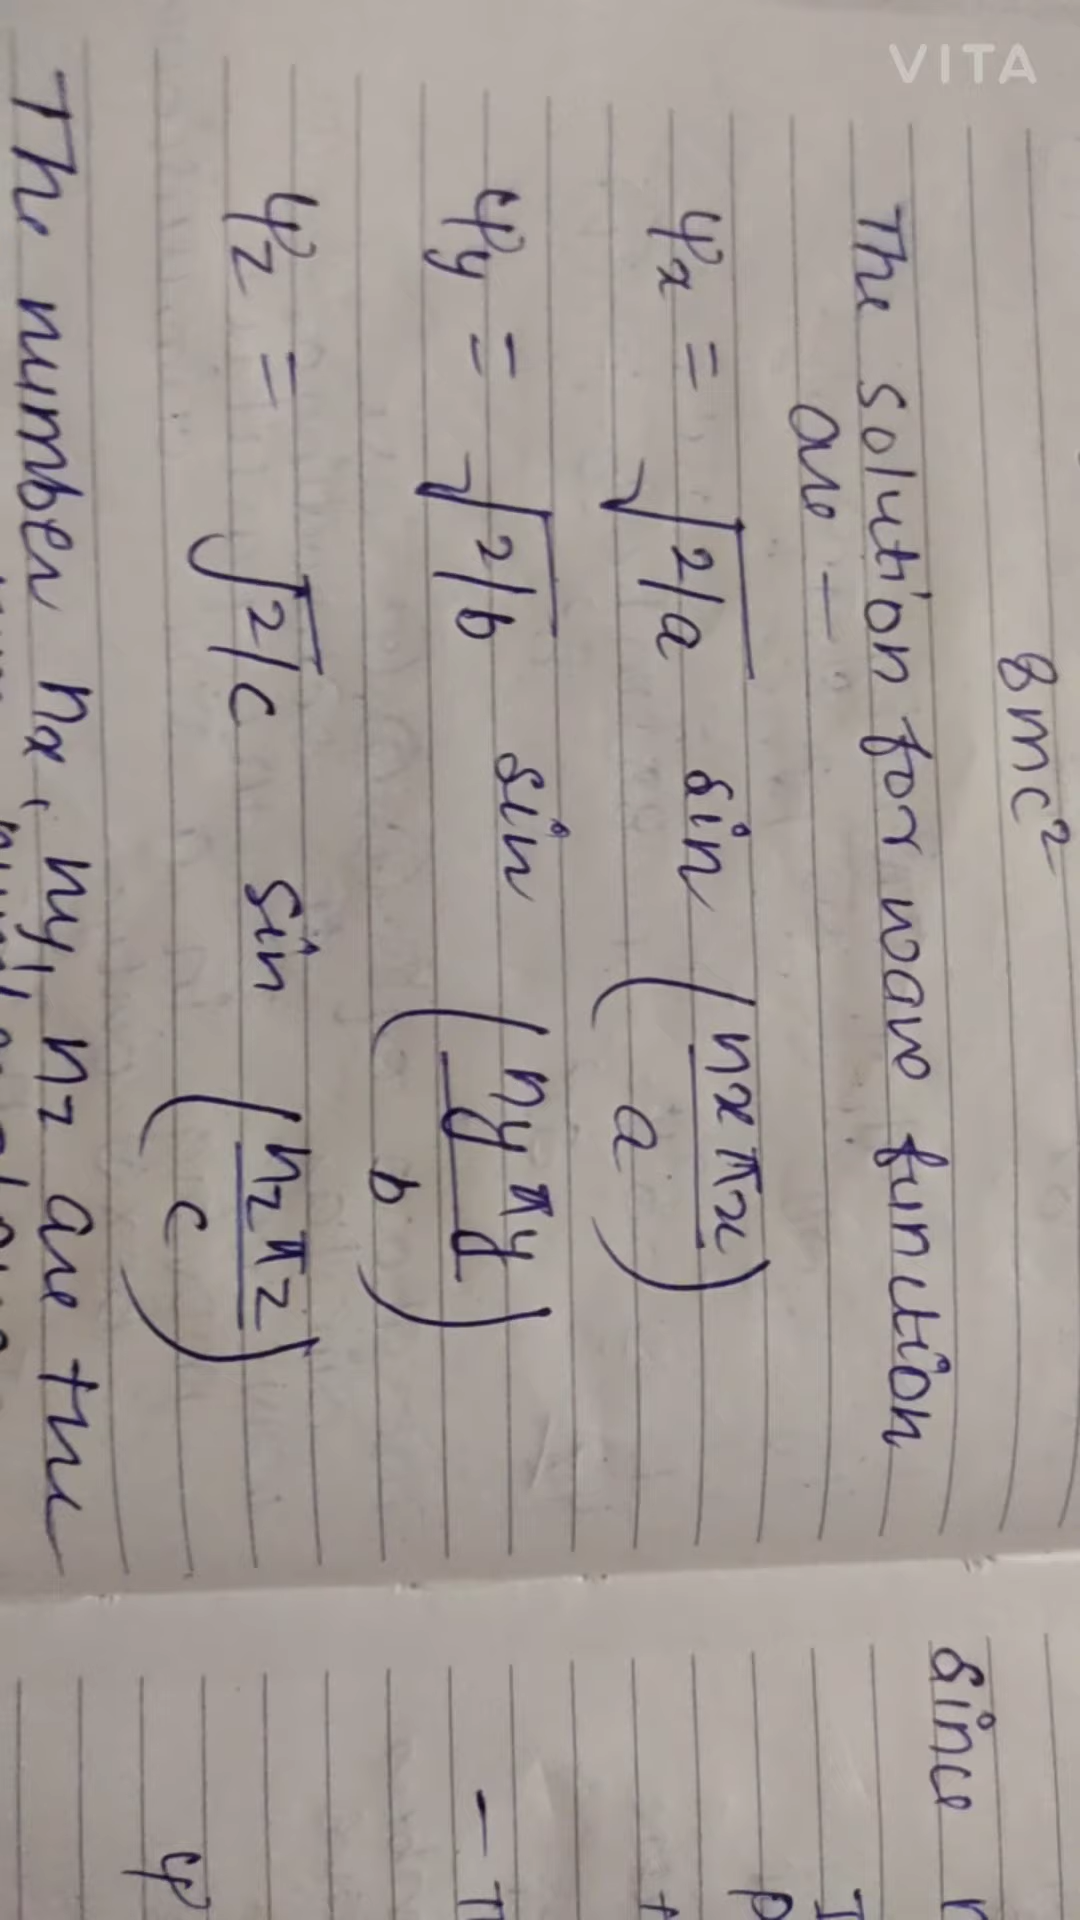 VITA
8mc²
The solution for wave function
are –
ψx = √2/a sin (nxπx/a)
ψy = √2/b sin (nyπy/b)
ψz = √2/c sin (nzπz/c)
The number nx, ny, nz are the
since
ψ